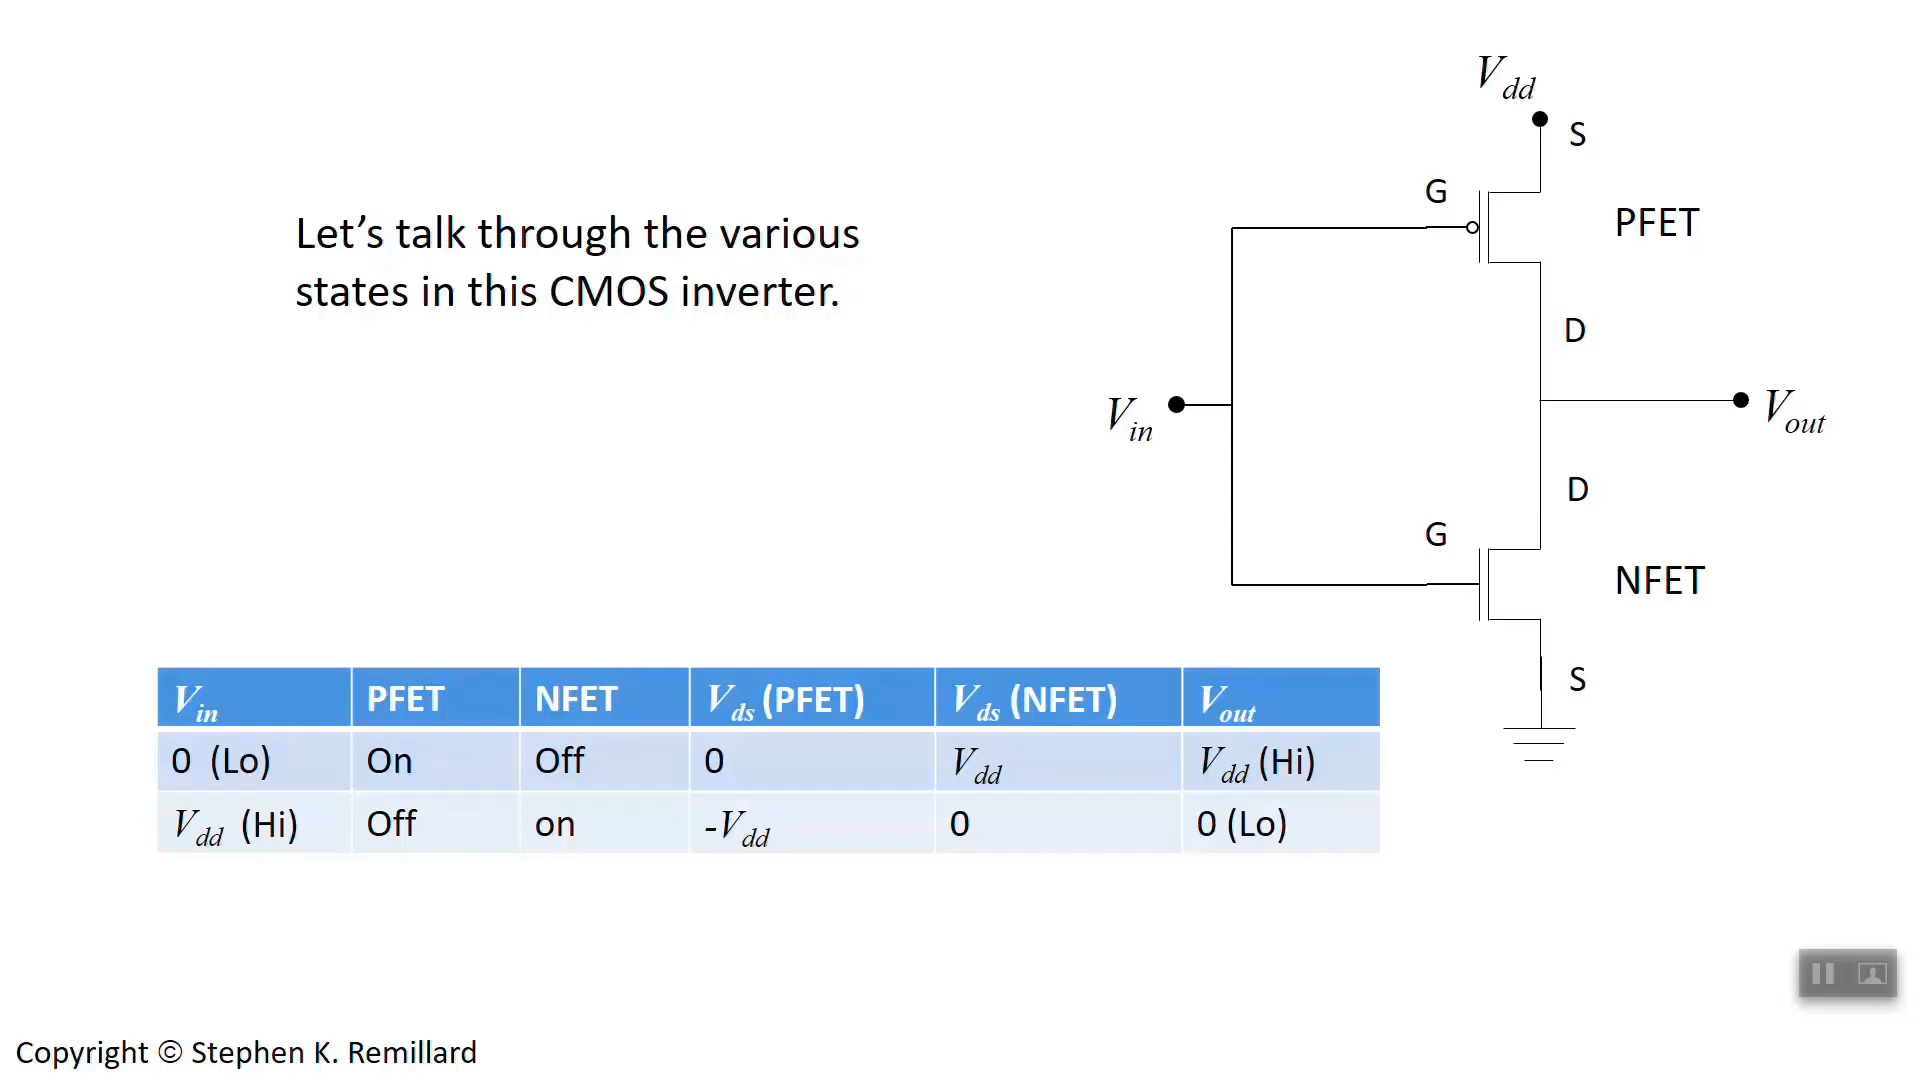 Let’s talk through the various
states in this CMOS inverter.
Vdd
S
G
PFET
D
Vin
Vout
D
G
NFET
S
Vin PFET NFET Vds (PFET) Vds (NFET) Vout
0 (Lo) On Off 0 Vdd Vdd (Hi)
Vdd (Hi) Off on -Vdd 0 0 (Lo)
Copyright © Stephen K. Remillard